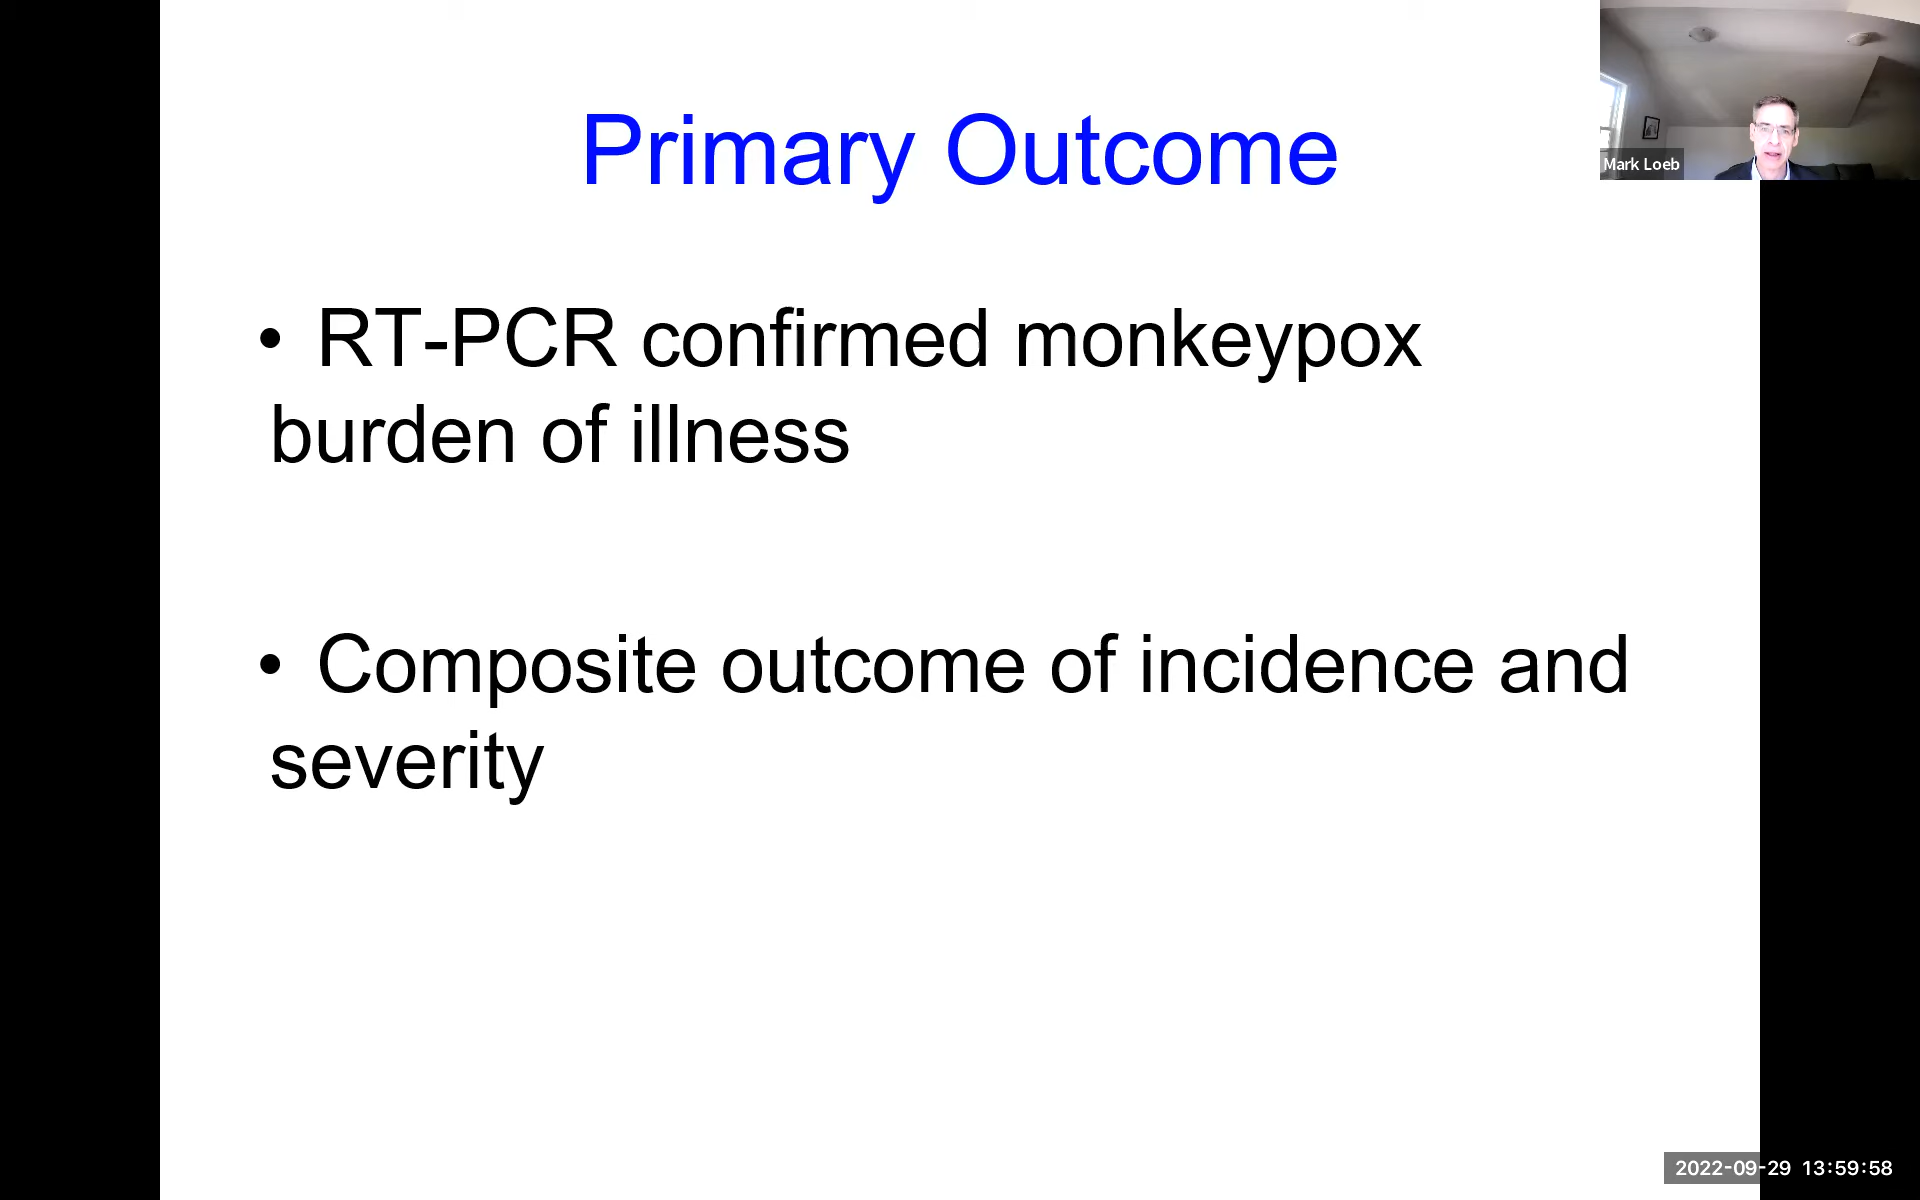 Primary Outcome
Mark Loeb
• RT-PCR confirmed monkeypox
burden of illness
• Composite outcome of incidence and
severity
2022-09-29 13:59:58